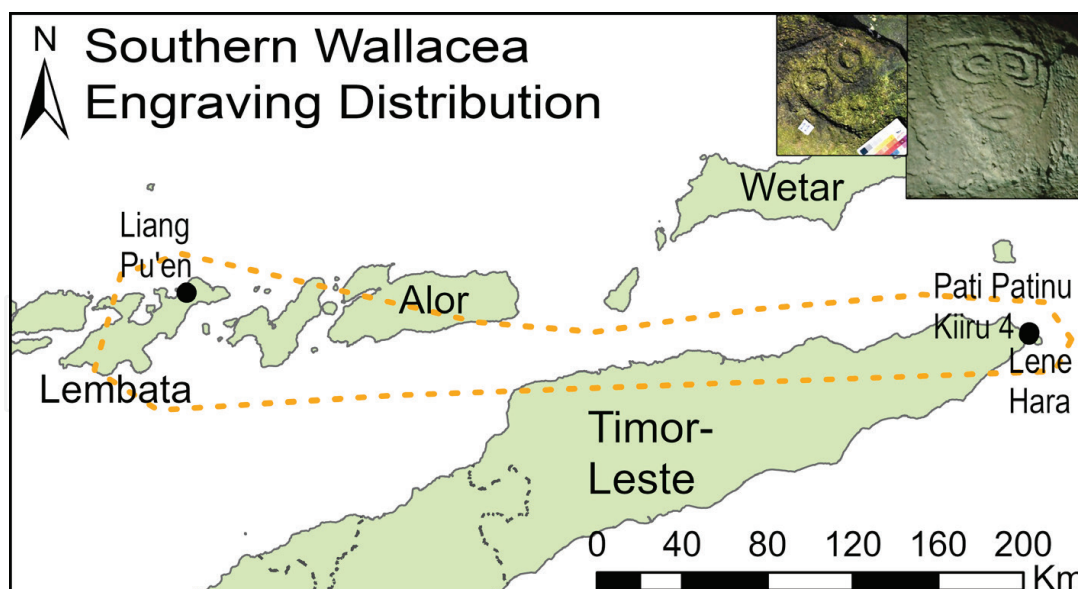 N
Southern Wallacea
Engraving Distribution
Wetar
Liang
Pu'en
Alor
Pati Patinu
Kiiru 4
Lene
Hara
Lembata
Timor-
Leste
0 40 80 120 160 200
Km